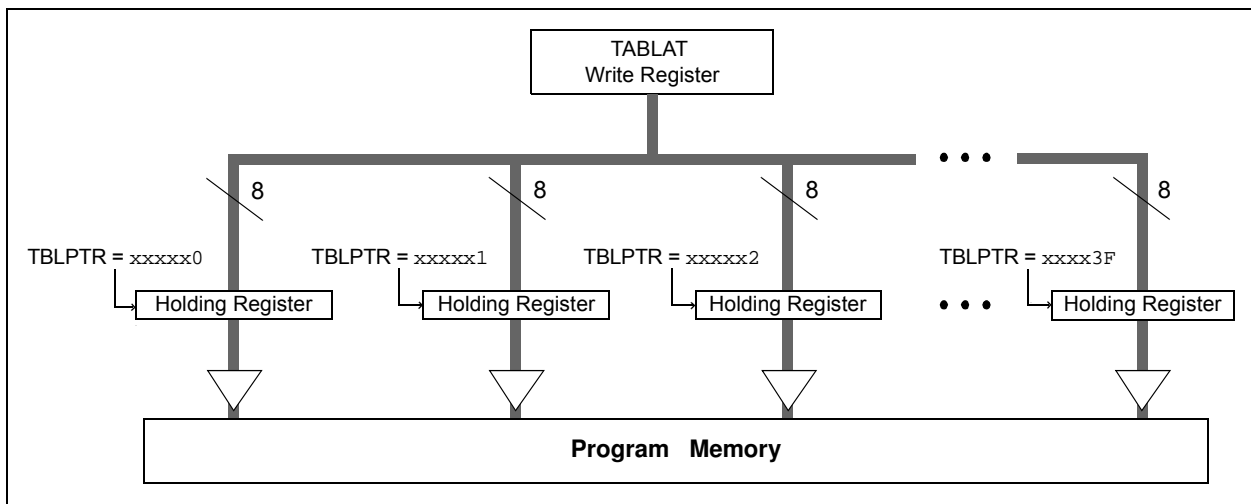 TABLAT
Write Register
• • •
8
8
8
8
TBLPTR = xxxxx0
TBLPTR = xxxxx1
TBLPTR = xxxxx2
TBLPTR = xxxx3F
Holding Register
Holding Register
Holding Register
• • •
Holding Register
Program Memory